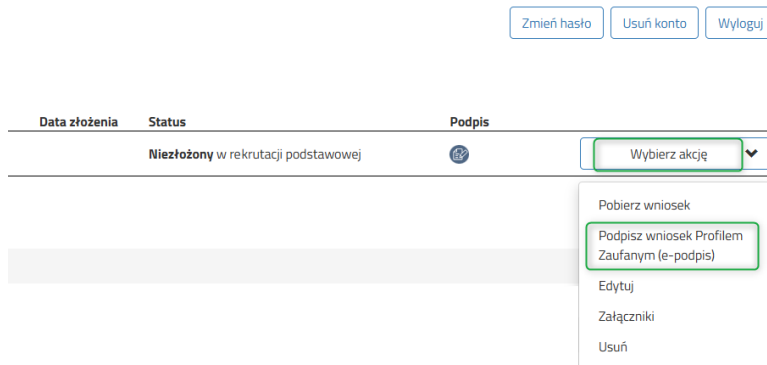 Zmień hasło Usuń konto Wyloguj
Data złożenia Status Podpis
Niezłożony w rekrutacji podstawowej Wybierz akcję
Pobierz wniosek
Podpisz wniosek Profilem
Zaufanym (e-podpis)
Edytuj
Załączniki
Usuń